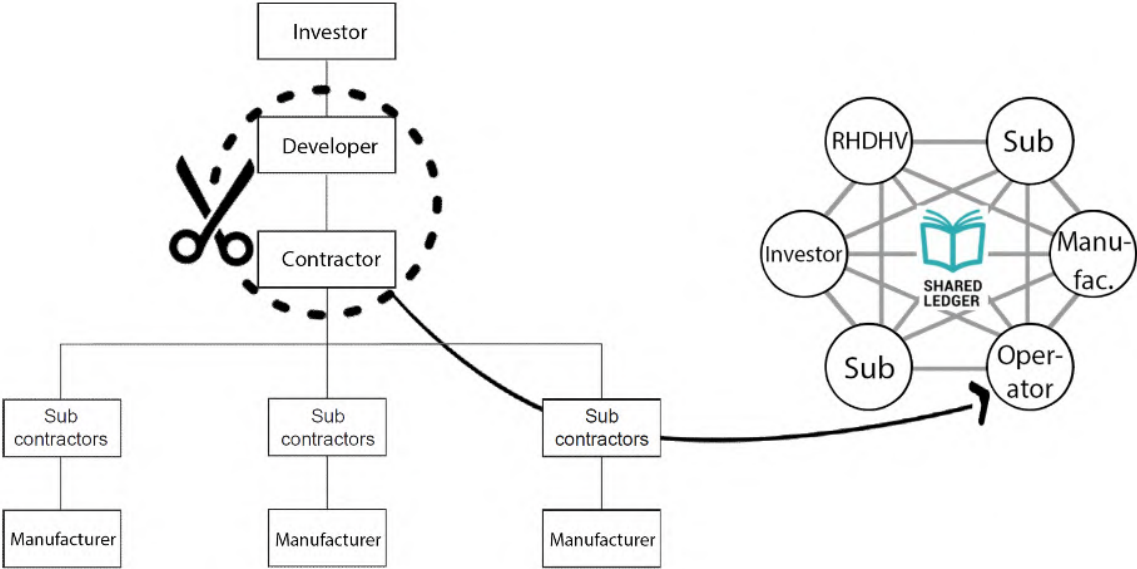 Investor
Developer
Contractor
Sub
contractors
Sub
contractors
Sub
contractors
Manufacturer
Manufacturer
Manufacturer
RHDHV
Sub
Investor
Manu-
fac.
SHARED
LEDGER
Sub
Oper-
ator